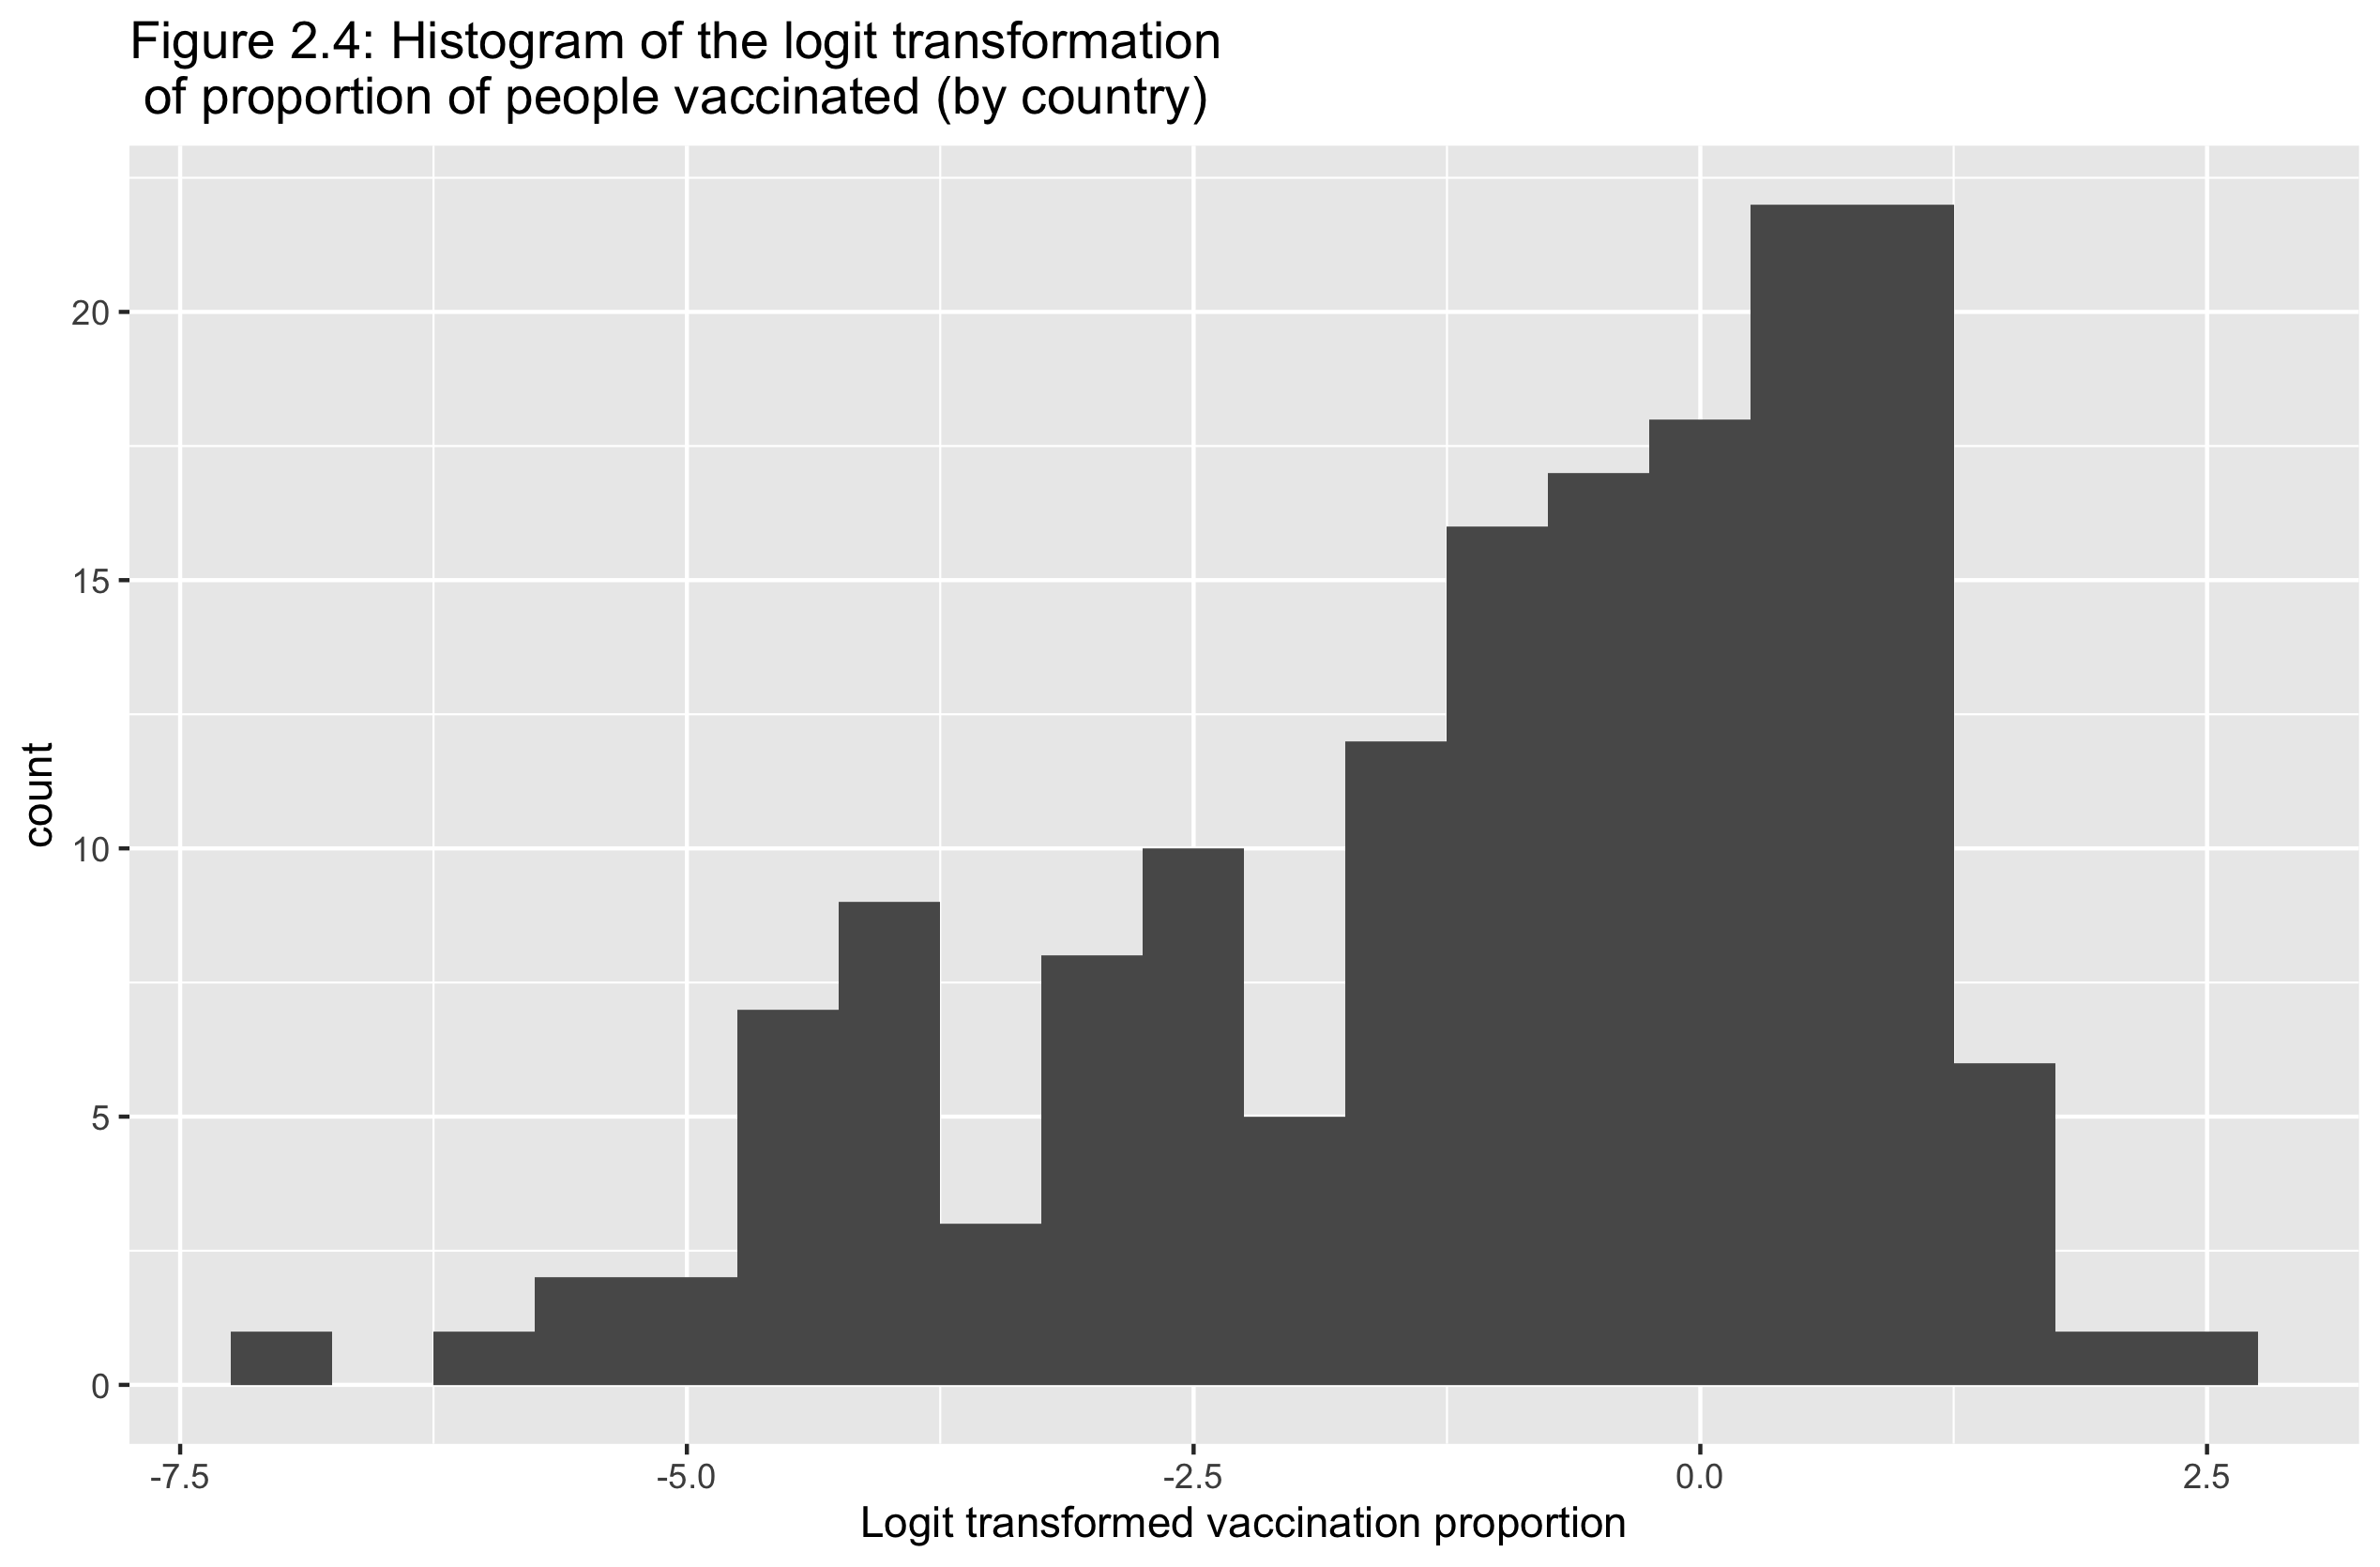 Figure 2.4: Histogram of the logit transformation
of proportion of people vaccinated (by country)
20
15
10
5
0
count
-7.5 -5.0 -2.5 0.0 2.5
Logit transformed vaccination proportion